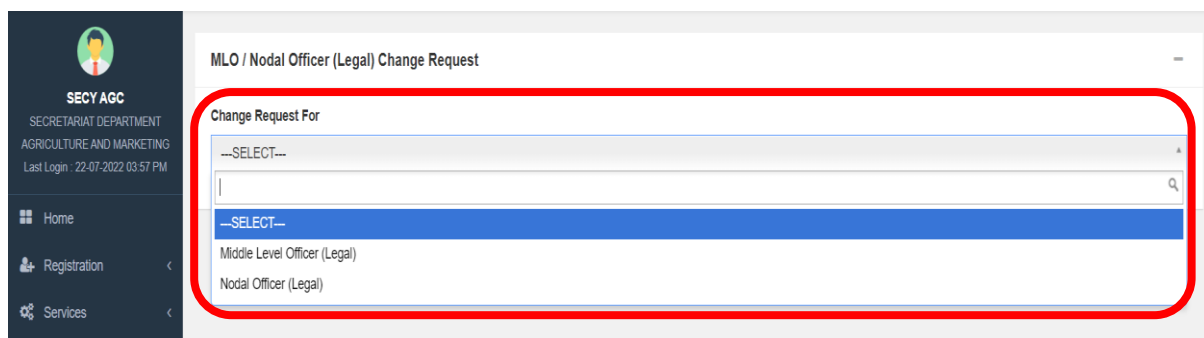 SECY AGC
SECRETARIAT DEPARTMENT
AGRICULTURE AND MARKETING
Last Login : 22-07-2022 03:57 PM
Home
Registration
Services
MLO / Nodal Officer (Legal) Change Request
Change Request For
---SELECT---
---SELECT---
Middle Level Officer (Legal)
Nodal Officer (Legal)